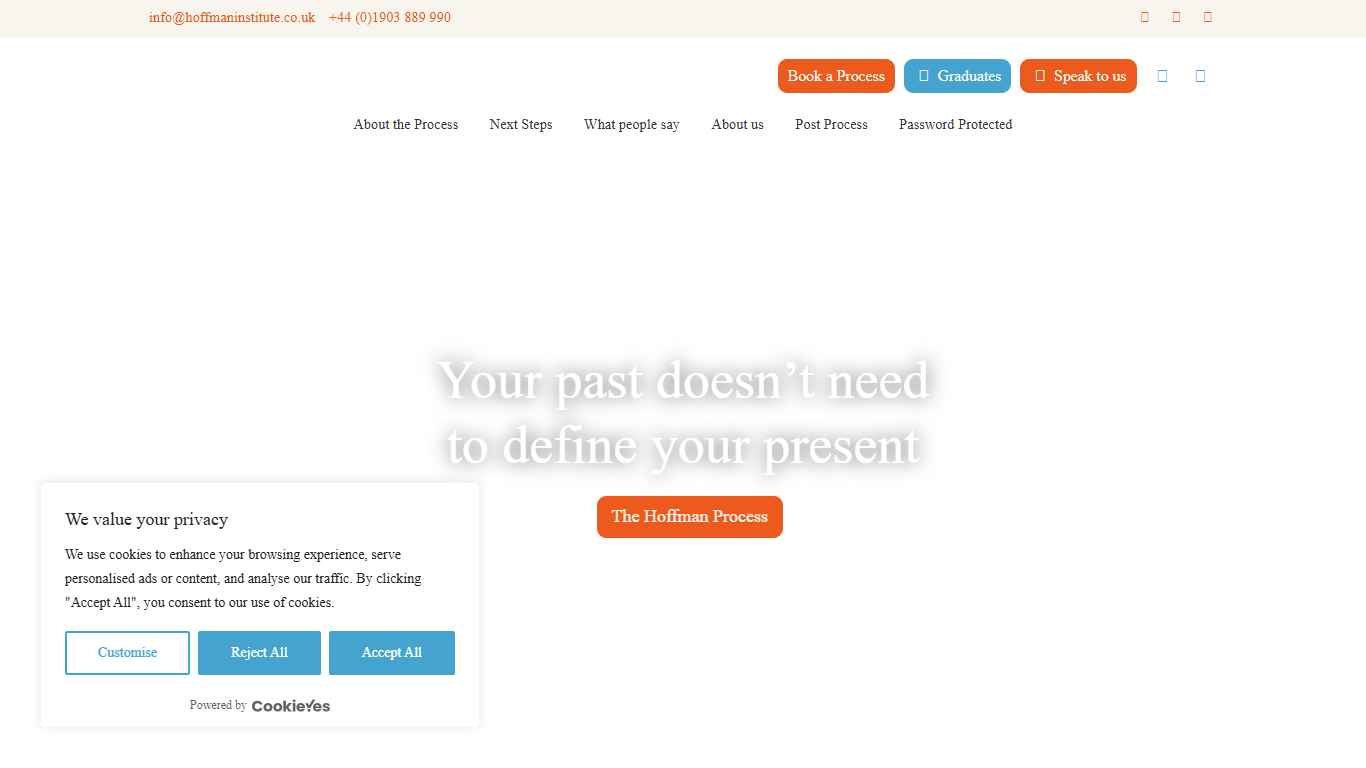 info@hoffmaninstitute.co.uk +44 (0)1903 889 990
Book a Process Graduates Speak to us
About the Process Next Steps What people say About us Post Process Password Protected
Your past doesn’t need
to define your present
The Hoffman Process
We value your privacy
We use cookies to enhance your browsing experience, serve
personalised ads or content, and analyse our traffic. By clicking
"Accept All", you consent to our use of cookies.
Customise Reject All Accept All
Powered by CookieYes